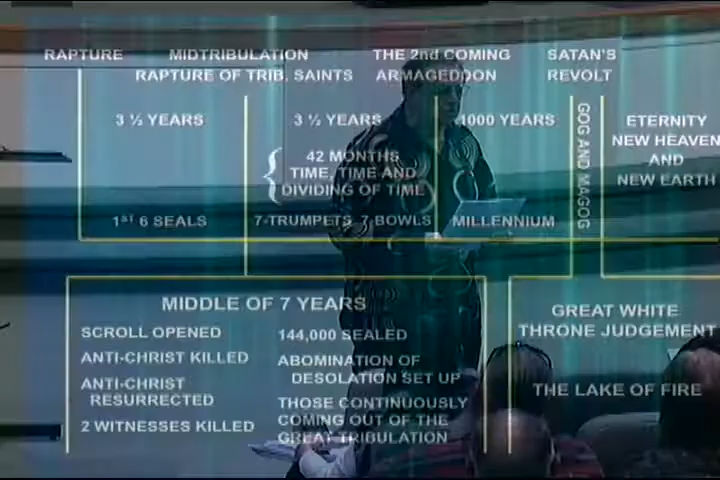 RAPTURE
MIDTRIBULATION
RAPTURE OF TRIB. SAINTS
THE 2nd COMING
ARMAGEDDON
SATAN'S
REVOLT
3 ½ YEARS
3 ½ YEARS
1000 YEARS
GOG AND MAGOG
ETERNITY
NEW HEAVEN
AND
NEW EARTH
42 MONTHS
TIME, TIME AND
DIVIDING OF TIME
1ST 6 SEALS
7-TRUMPETS 7-BOWLS
MILLENNIUM
MIDDLE OF 7 YEARS
SCROLL OPENED
ANTI-CHRIST KILLED
ANTI-CHRIST
RESURRECTED
2 WITNESSES KILLED
144,000 SEALED
ABOMINATION OF
DESOLATION SET UP
THOSE CONTINUOUSLY
COMING OUT OF THE
GREAT TRIBULATION
GREAT WHITE
THRONE JUDGEMENT
THE LAKE OF FIRE